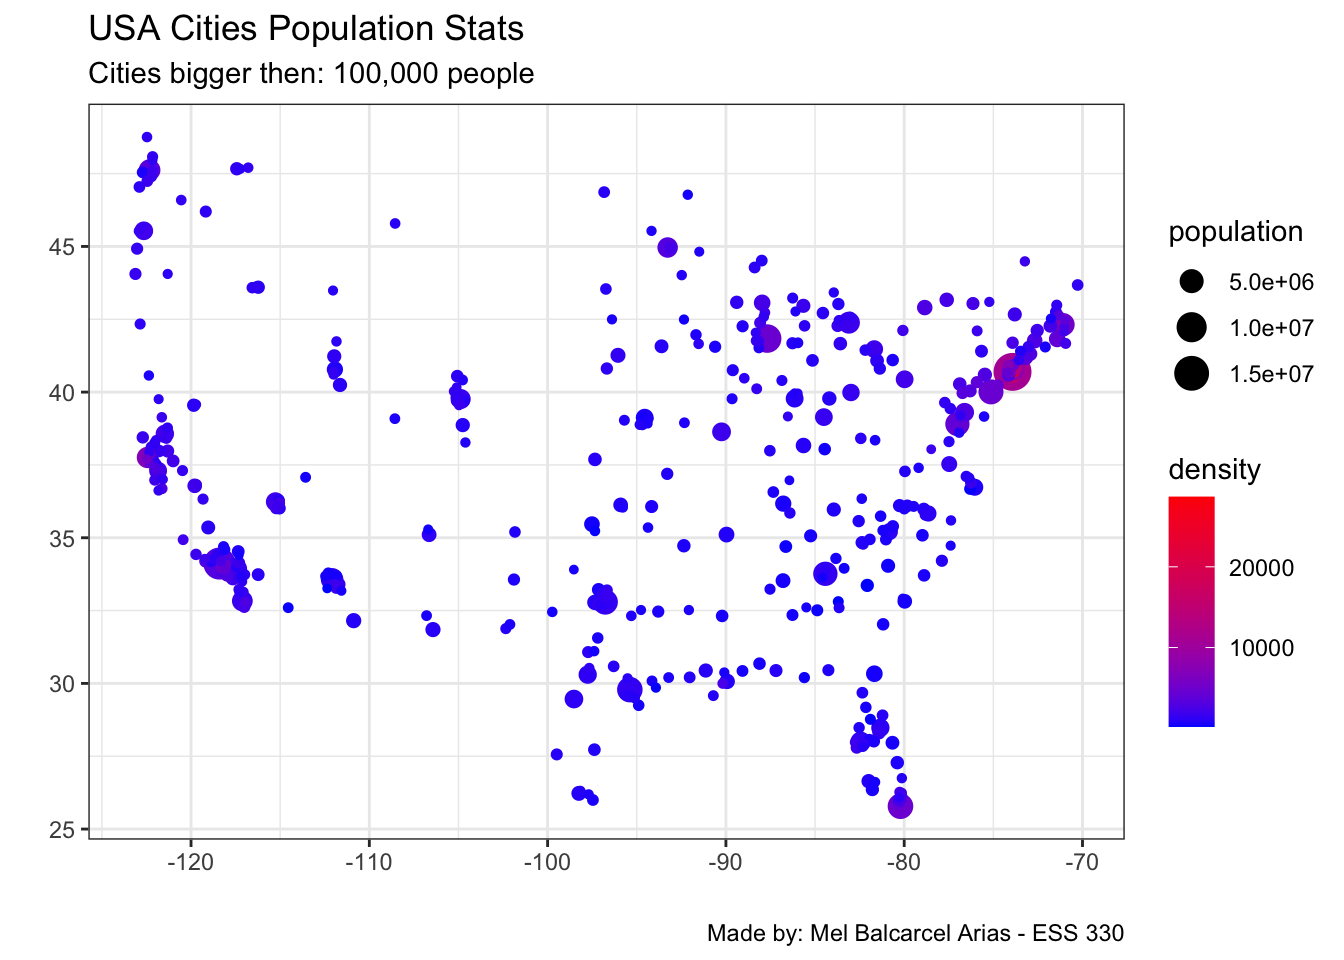 USA Cities Population Stats
Cities bigger then: 100,000 people
45
40
35
30
25
-120 -110 -100 -90 -80 -70
population
5.0e+06
1.0e+07
1.5e+07
density
20000
10000
Made by: Mel Balcarcel Arias - ESS 330